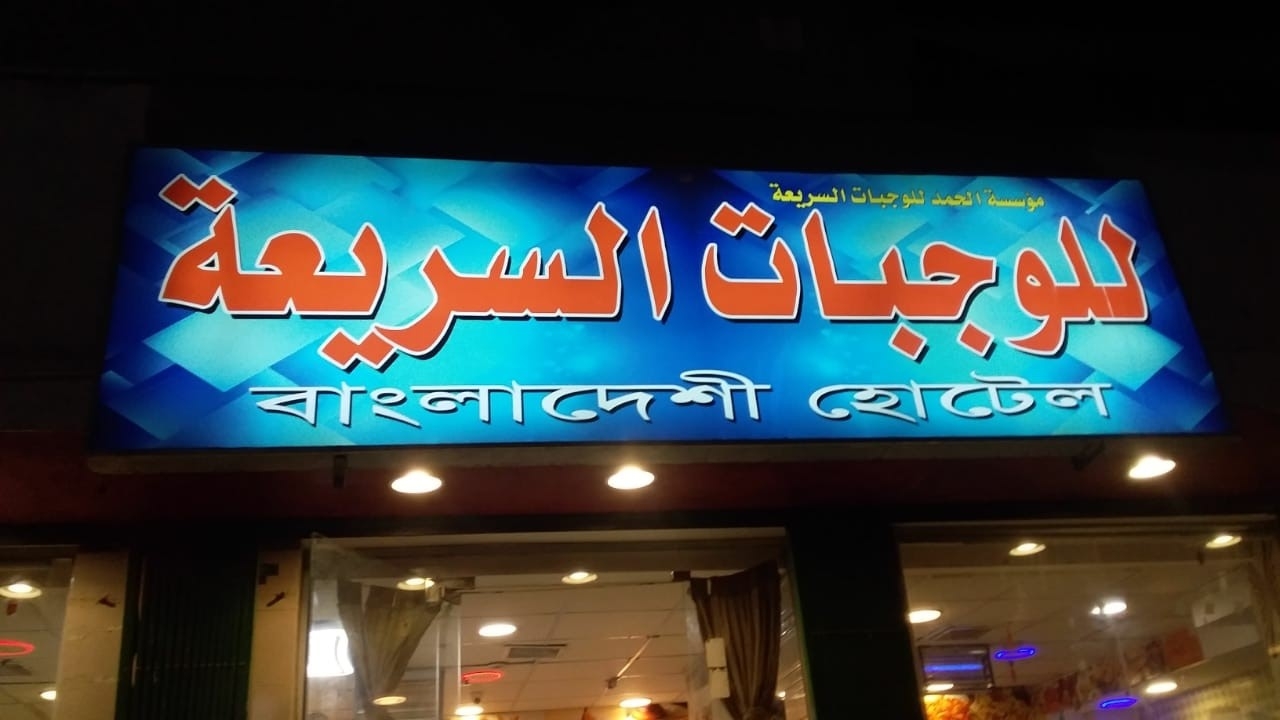 مؤسسة الحمد للوجبات السريعة
للوجبات السريعة
বাংলাদেশী হোটেল